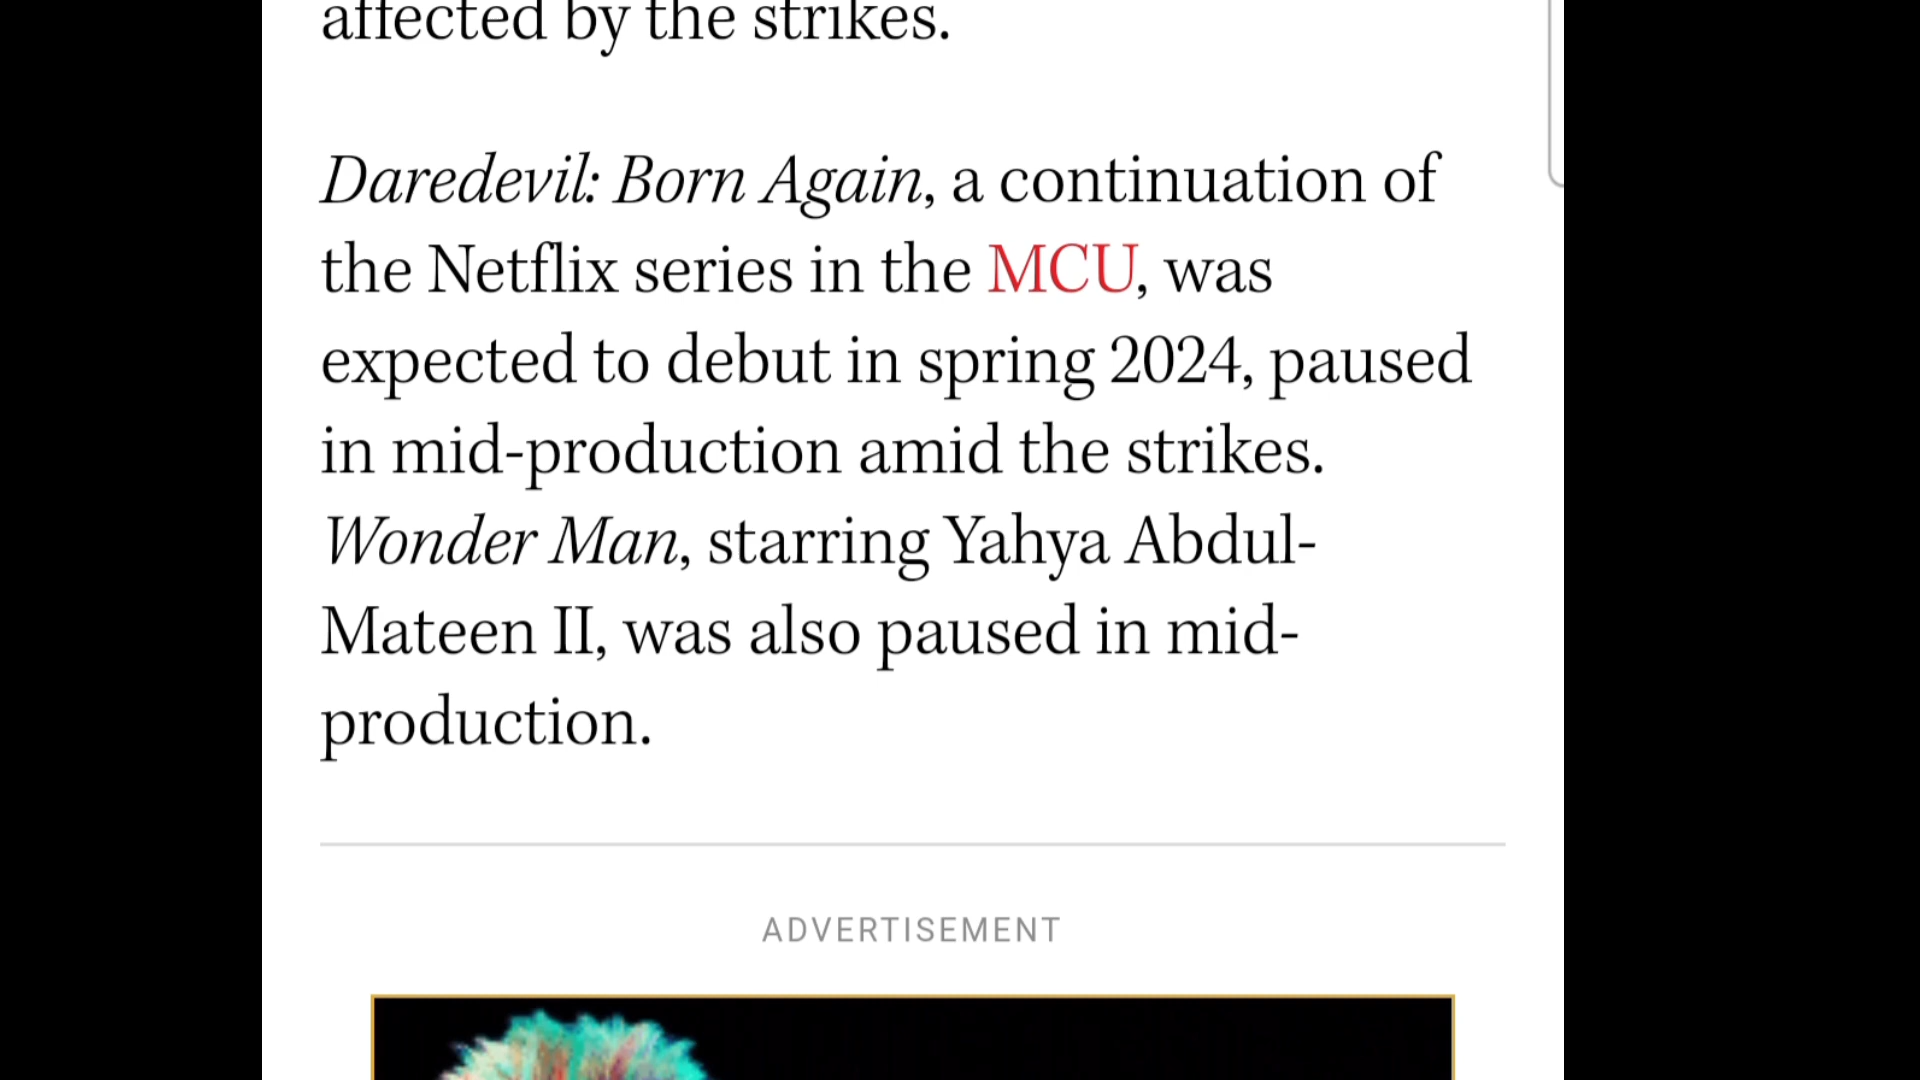 affected by the strikes.
Daredevil: Born Again, a continuation of
the Netflix series in the MCU, was
expected to debut in spring 2024, paused
in mid-production amid the strikes.
Wonder Man, starring Yahya Abdul-
Mateen II, was also paused in mid-
production.
ADVERTISEMENT